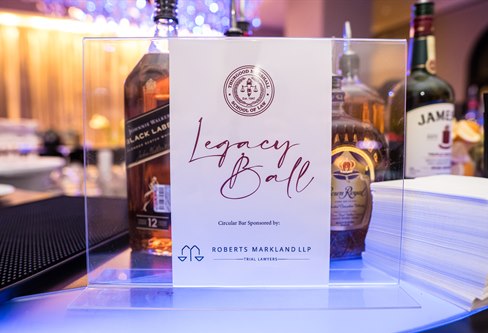 THURGOOD MARSHALL
SCHOOL OF LAW
Legacy
Ball
Circular Bar Sponsored by:
ROBERTS MARKLAND LLP
TRIAL LAWYERS
JOHNNIE WALKER
BLACK LABEL
12
Crown Royal
JAMES